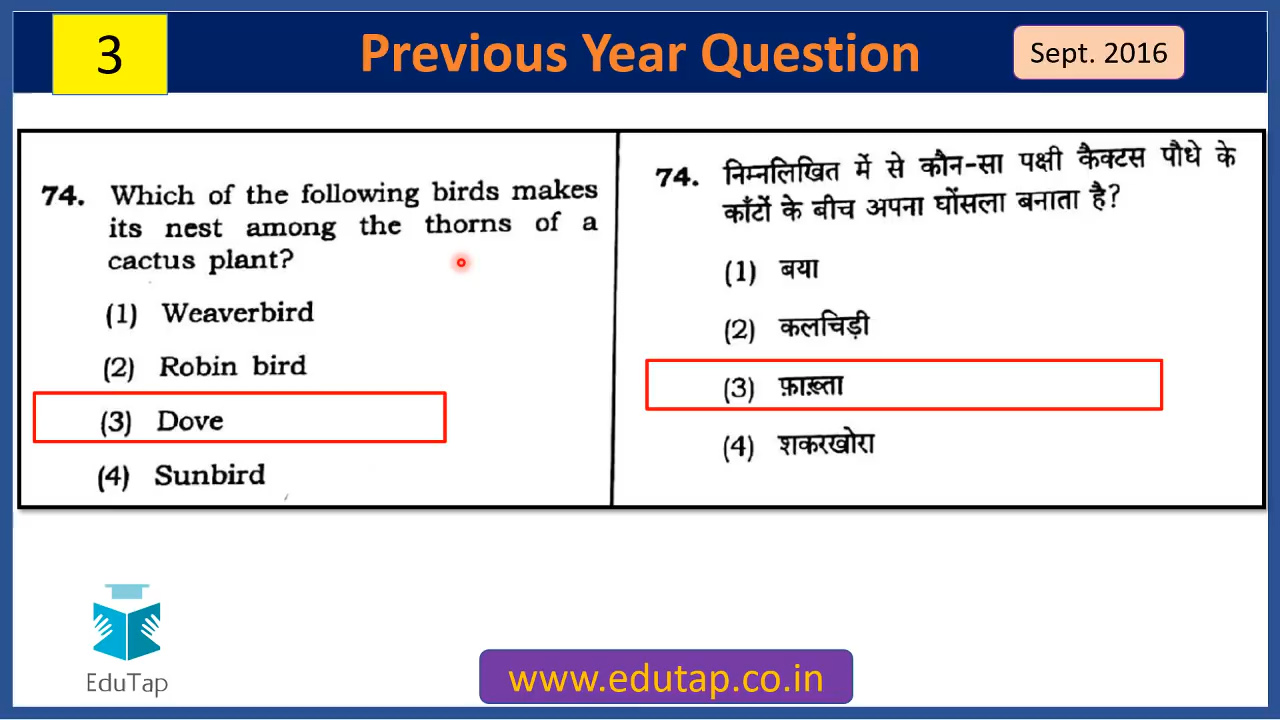 3
Previous Year Question
Sept. 2016
74. Which of the following birds makes
its nest among the thorns of a
cactus plant?
(1) Weaverbird
(2) Robin bird
(3) Dove
(4) Sunbird
74. निम्नलिखित में से कौन-सा पक्षी कैक्टस पौधे के
काँटों के बीच अपना घोंसला बनाता है?
(1) बया
(2) कलचिड़ी
(3) फ़ाख़्ता
(4) शकरखोरा
EduTap
www.edutap.co.in